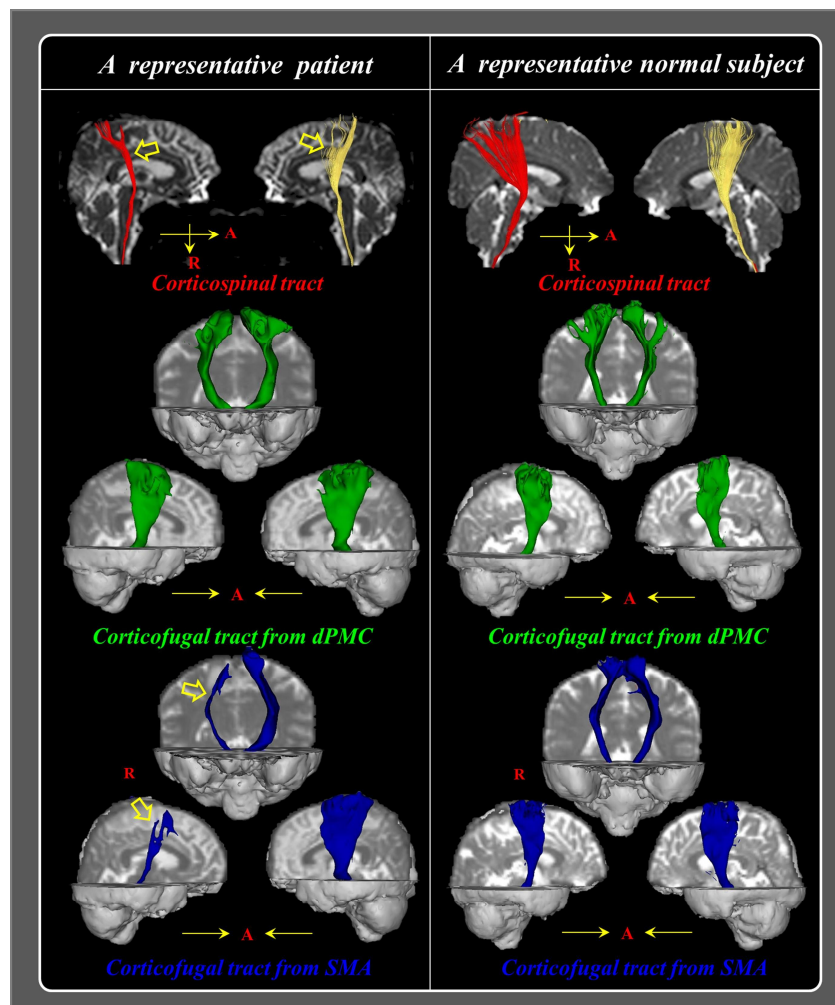 A representative patient
A representative normal subject
A
R
Corticospinal tract
A
R
Corticospinal tract
A
Corticofugal tract from dPMC
A
Corticofugal tract from dPMC
R
A
Corticofugal tract from SMA
R
A
Corticofugal tract from SMA